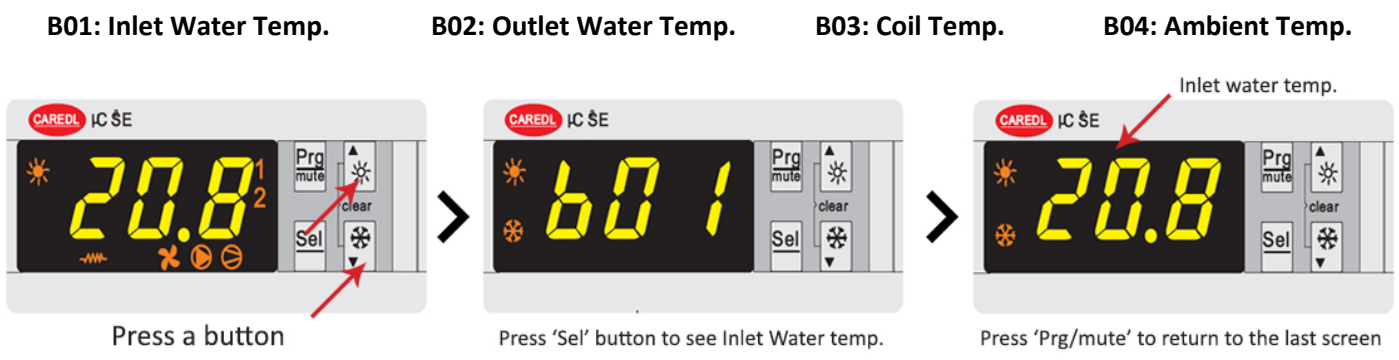 B01: Inlet Water Temp. B02: Outlet Water Temp. B03: Coil Temp. B04: Ambient Temp.
Inlet water temp.
CAREDL µC ŜE
20.8
1
2
Prg
mute
clear
Sel
Press a button
CAREDL µC ŜE
b01
Prg
mute
clear
Sel
Press ‘Sel’ button to see Inlet Water temp.
CAREDL µC ŜE
20.8
Prg
mute
clear
Sel
Press ‘Prg/mute’ to return to the last screen